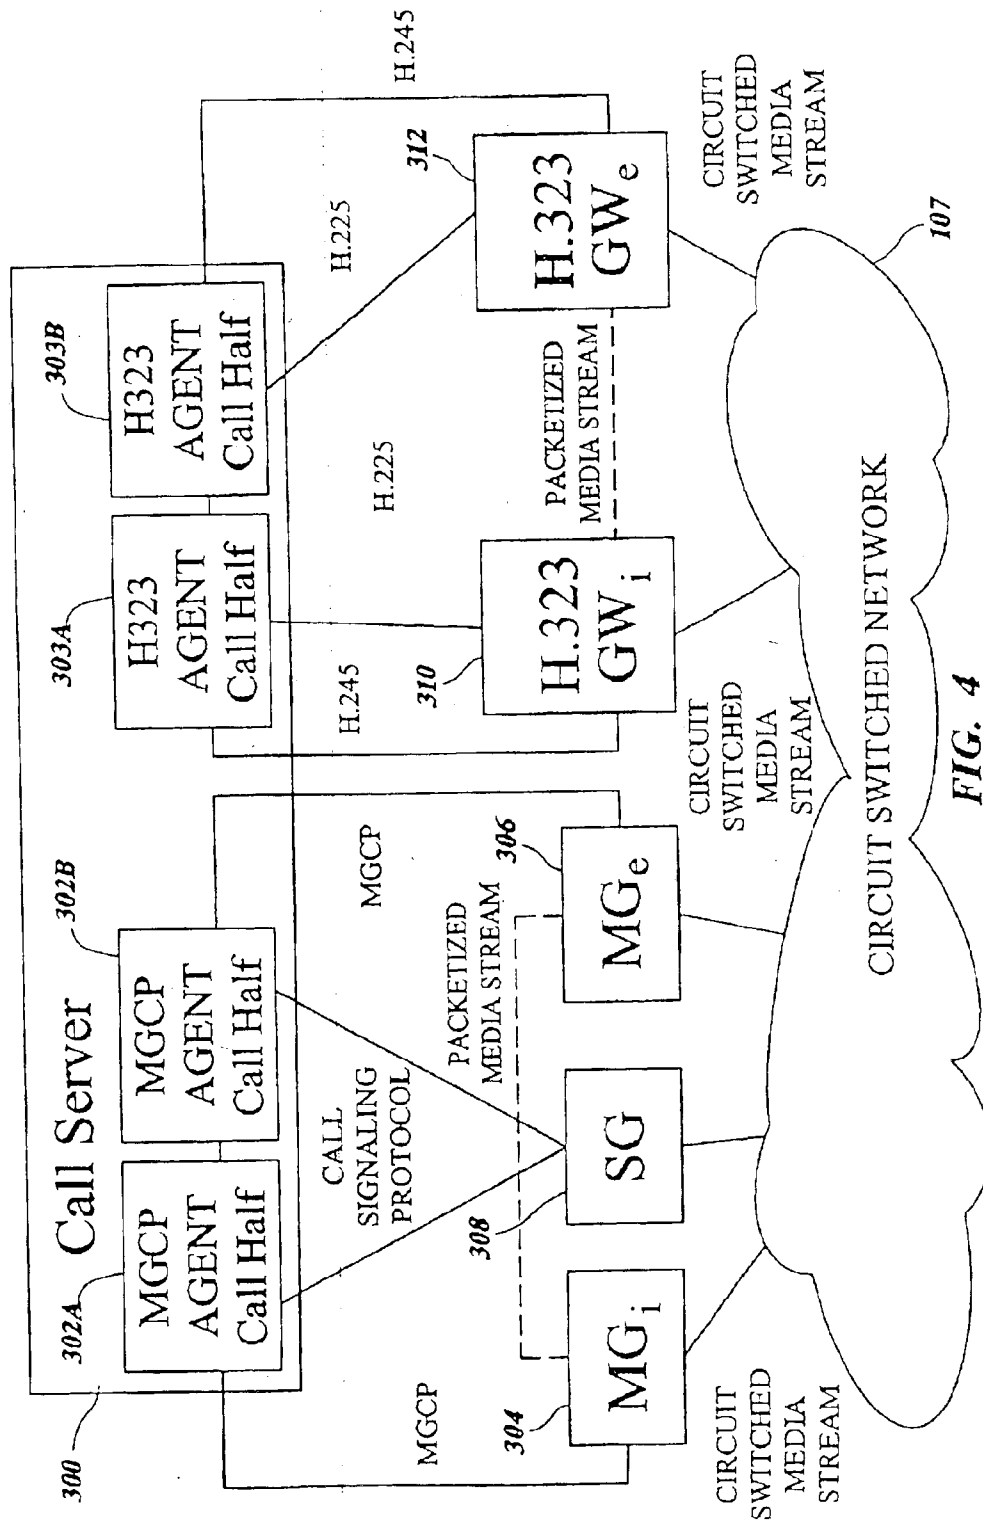 300
Call Server
302A
MGCP
AGENT
Call Half
302B
MGCP
AGENT
Call Half
303A
H323
AGENT
Call Half
303B
H323
AGENT
Call Half
MGCP
CALL
SIGNALING
PROTOCOL
MGCP
H.245
H.225
H.225
H.245
PACKETIZED
MEDIA STREAM
304
MGi
308
SG
306
MGe
310
H.323
GWi
PACKETIZED
MEDIA STREAM
312
H.323
GWe
CIRCUIT
SWITCHED
MEDIA
STREAM
CIRCUIT
SWITCHED
MEDIA
STREAM
CIRCUIT
SWITCHED
MEDIA
STREAM
107
CIRCUIT SWITCHED NETWORK
FIG. 4